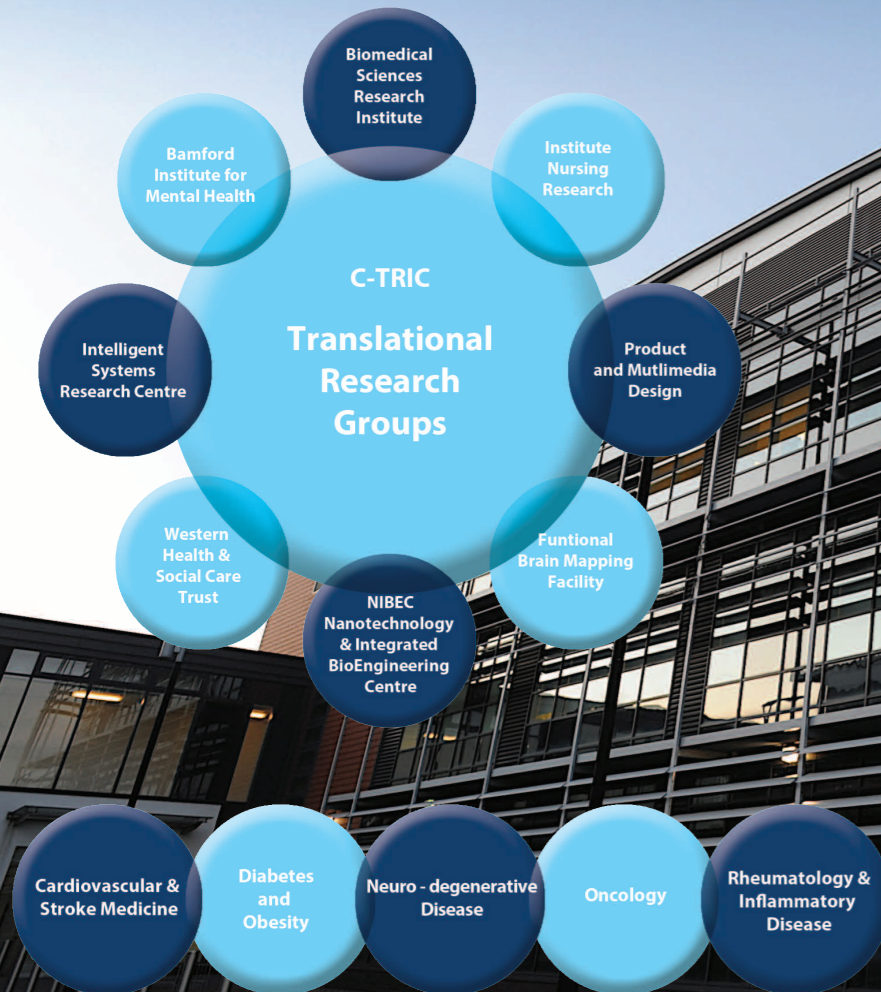 Biomedical
Sciences
Research
Institute
Bamford
Institute for
Mental Health
Institute
Nursing
Research
C-TRIC
Translational
Research
Groups
Intelligent
Systems
Research Centre
Product
and Mutlimedia
Design
Western
Health &
Social Care
Trust
Funtional
Brain Mapping
Facility
NIBEC
Nanotechnology
& Integrated
BioEngineering
Centre
Cardiovascular &
Stroke Medicine
Diabetes
and
Obesity
Neuro - degenerative
Disease
Oncology
Rheumatology &
Inflammatory
Disease